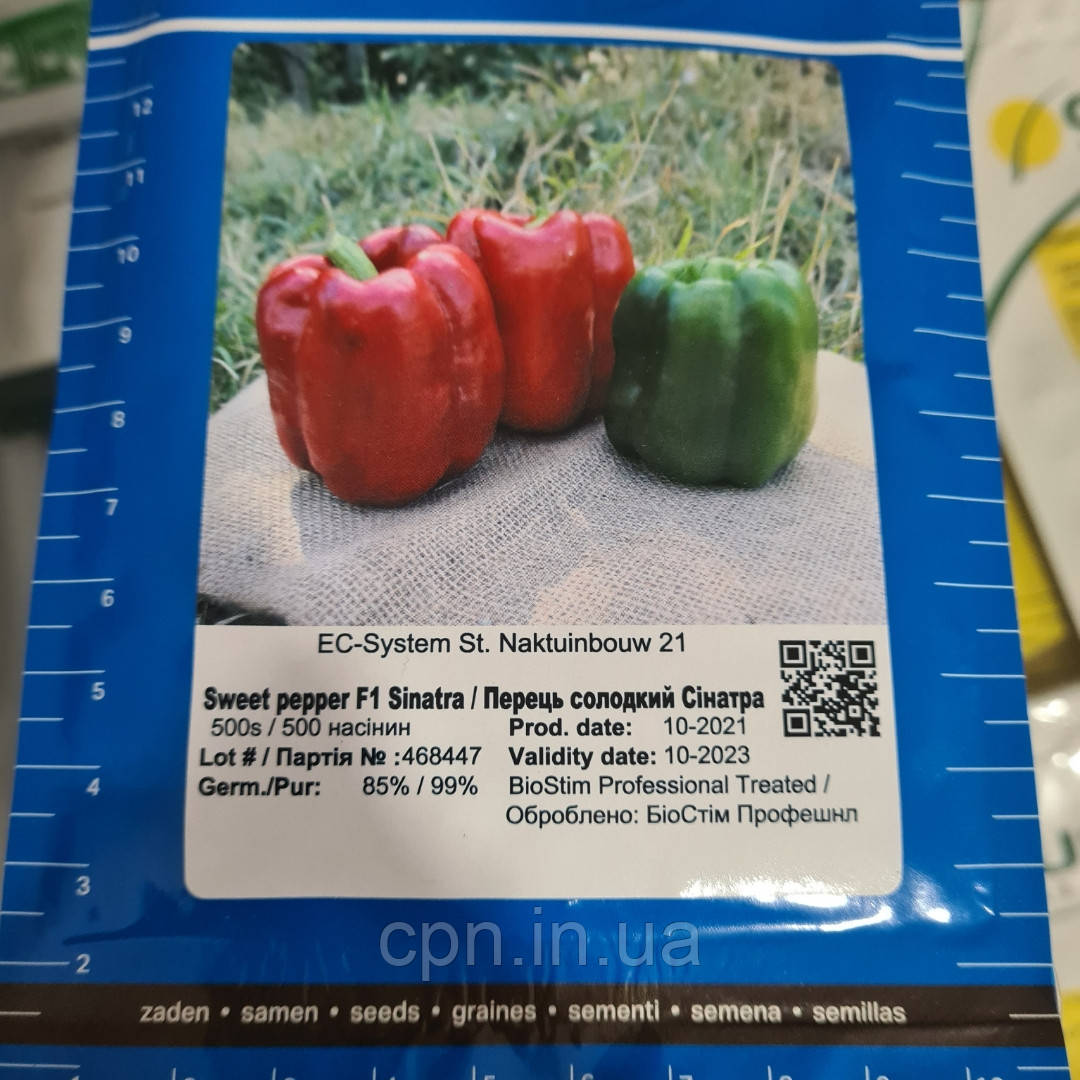 12
11
10
9
8
7
6
5
4
3
2
EC-System St. Naktuinbouw 21
Sweet pepper F1 Sinatra / Перець солодкий Сінатра
500s / 500 насінин
Prod. date: 10-2021
Lot # / Партія № :468447
Validity date: 10-2023
Germ./Pur: 85% / 99%
BioStim Professional Treated /
Оброблено: БіоСтім Профешнл
cpn.in.ua
zaden • samen • seeds • graines • sementi • semena • semillas